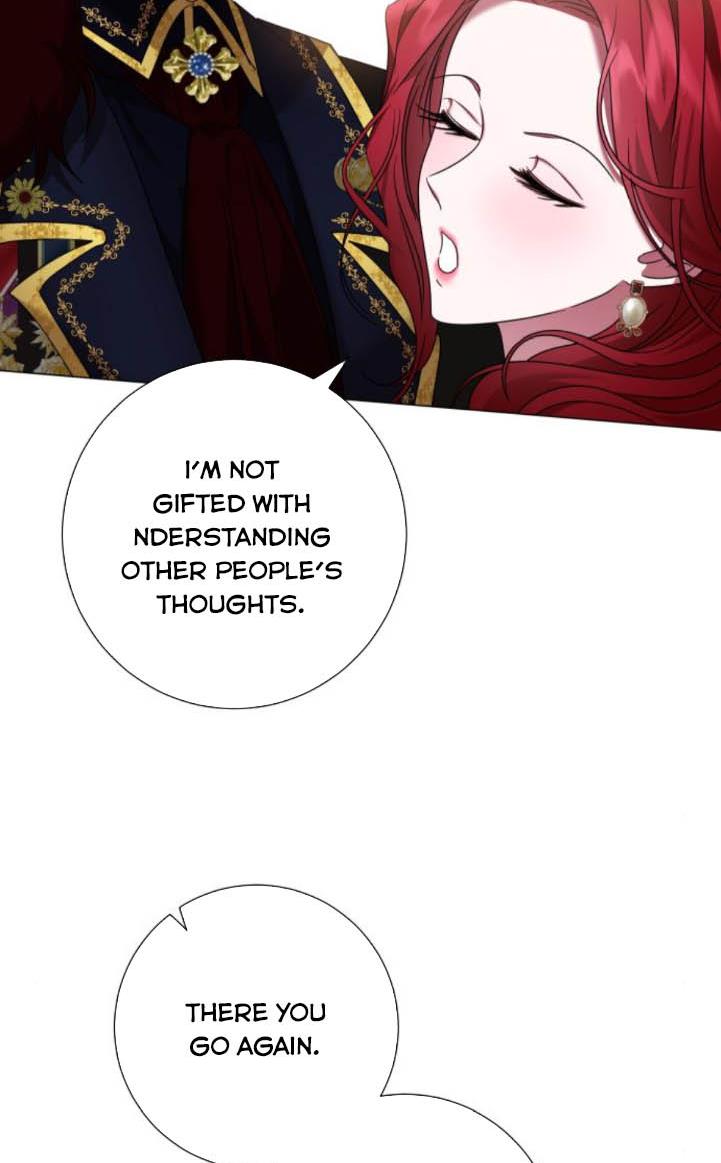 I'M NOT
GIFTED WITH
NDERSTANDING
OTHER PEOPLE'S
THOUGHTS.
THERE YOU
GO AGAIN.